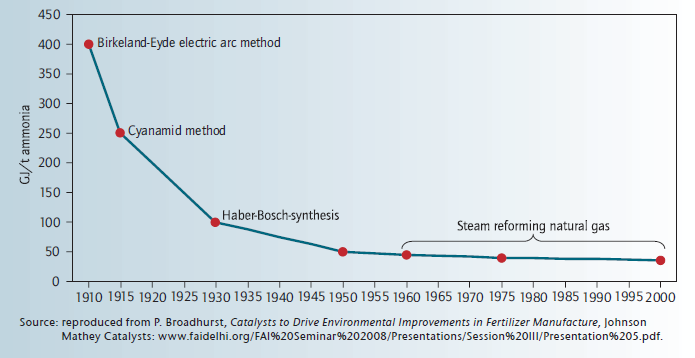 450
400
350
300
250
200
150
100
50
0
GJ/t ammonia
Birkeland-Eyde electric arc method
Cyanamid method
Haber-Bosch-synthesis
Steam reforming natural gas
1910 1915 1920 1925 1930 1935 1940 1945 1950 1955 1960 1965 1970 1975 1980 1985 1990 1995 2000
Source: reproduced from P. Broadhurst, Catalysts to Drive Environmental Improvements in Fertilizer Manufacture, Johnson
Mathey Catalysts: www.faidelhi.org/FAI%20Seminar%202008/Presentations/Session%20III/Presentation%205.pdf.